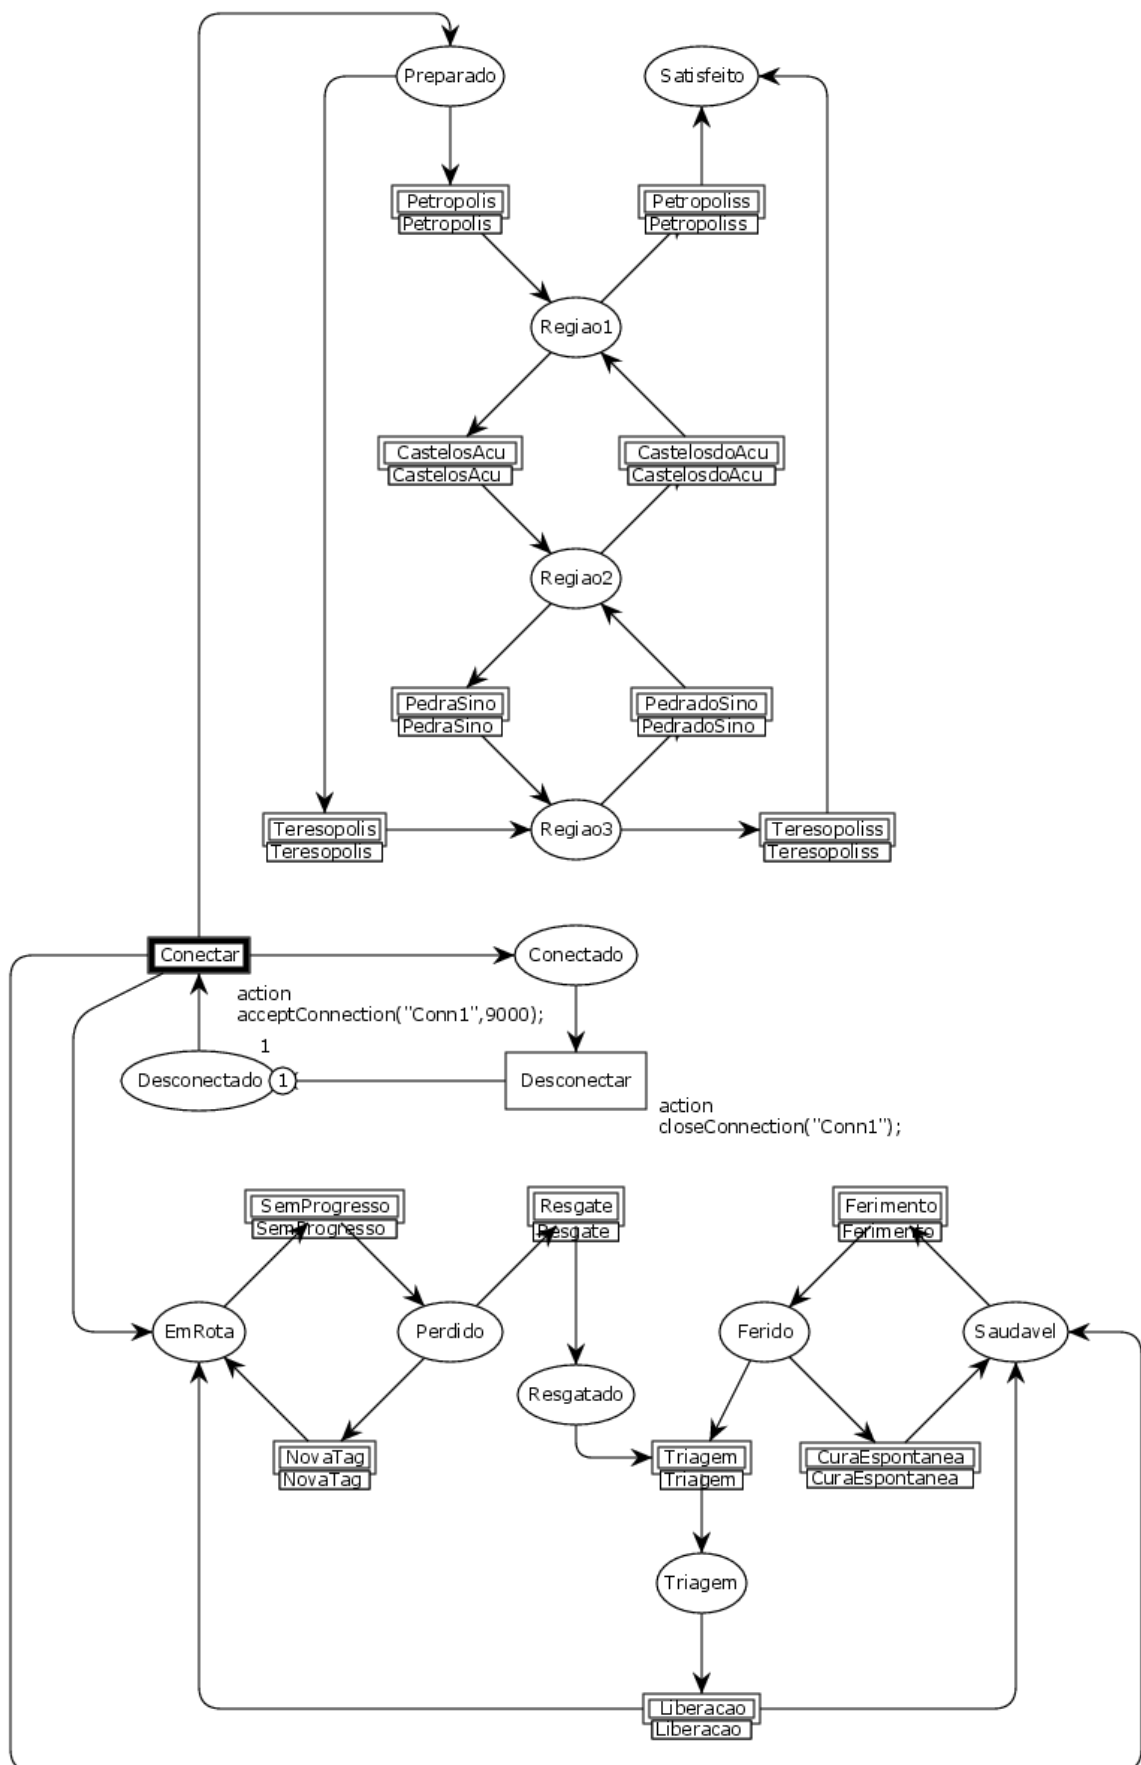 Preparado
Satisfeito
Petropolis
Petropolis
Petropoliss
Petropoliss
Regiao1
CastelosAcu
CastelosAcu
CastelosdoAcu
CastelosdoAcu
Regiao2
PedraSino
PedraSino
PedradoSino
PedradoSino
Teresopolis
Teresopolis
Regiao3
Teresopoliss
Teresopoliss
Conectar
Conectado
action
acceptConnection("Conn1",9000);
1
Desconectado
1
Desconectar
action
closeConnection("Conn1");
SemProgresso
SemProgresso
Resgate
Resgate
Ferimento
Ferimento
EmRota
Perdido
Ferido
Saudavel
Resgatado
NovaTag
NovaTag
Triagem
Triagem
CuraEspontanea
CuraEspontanea
Triagem
Liberacao
Liberacao